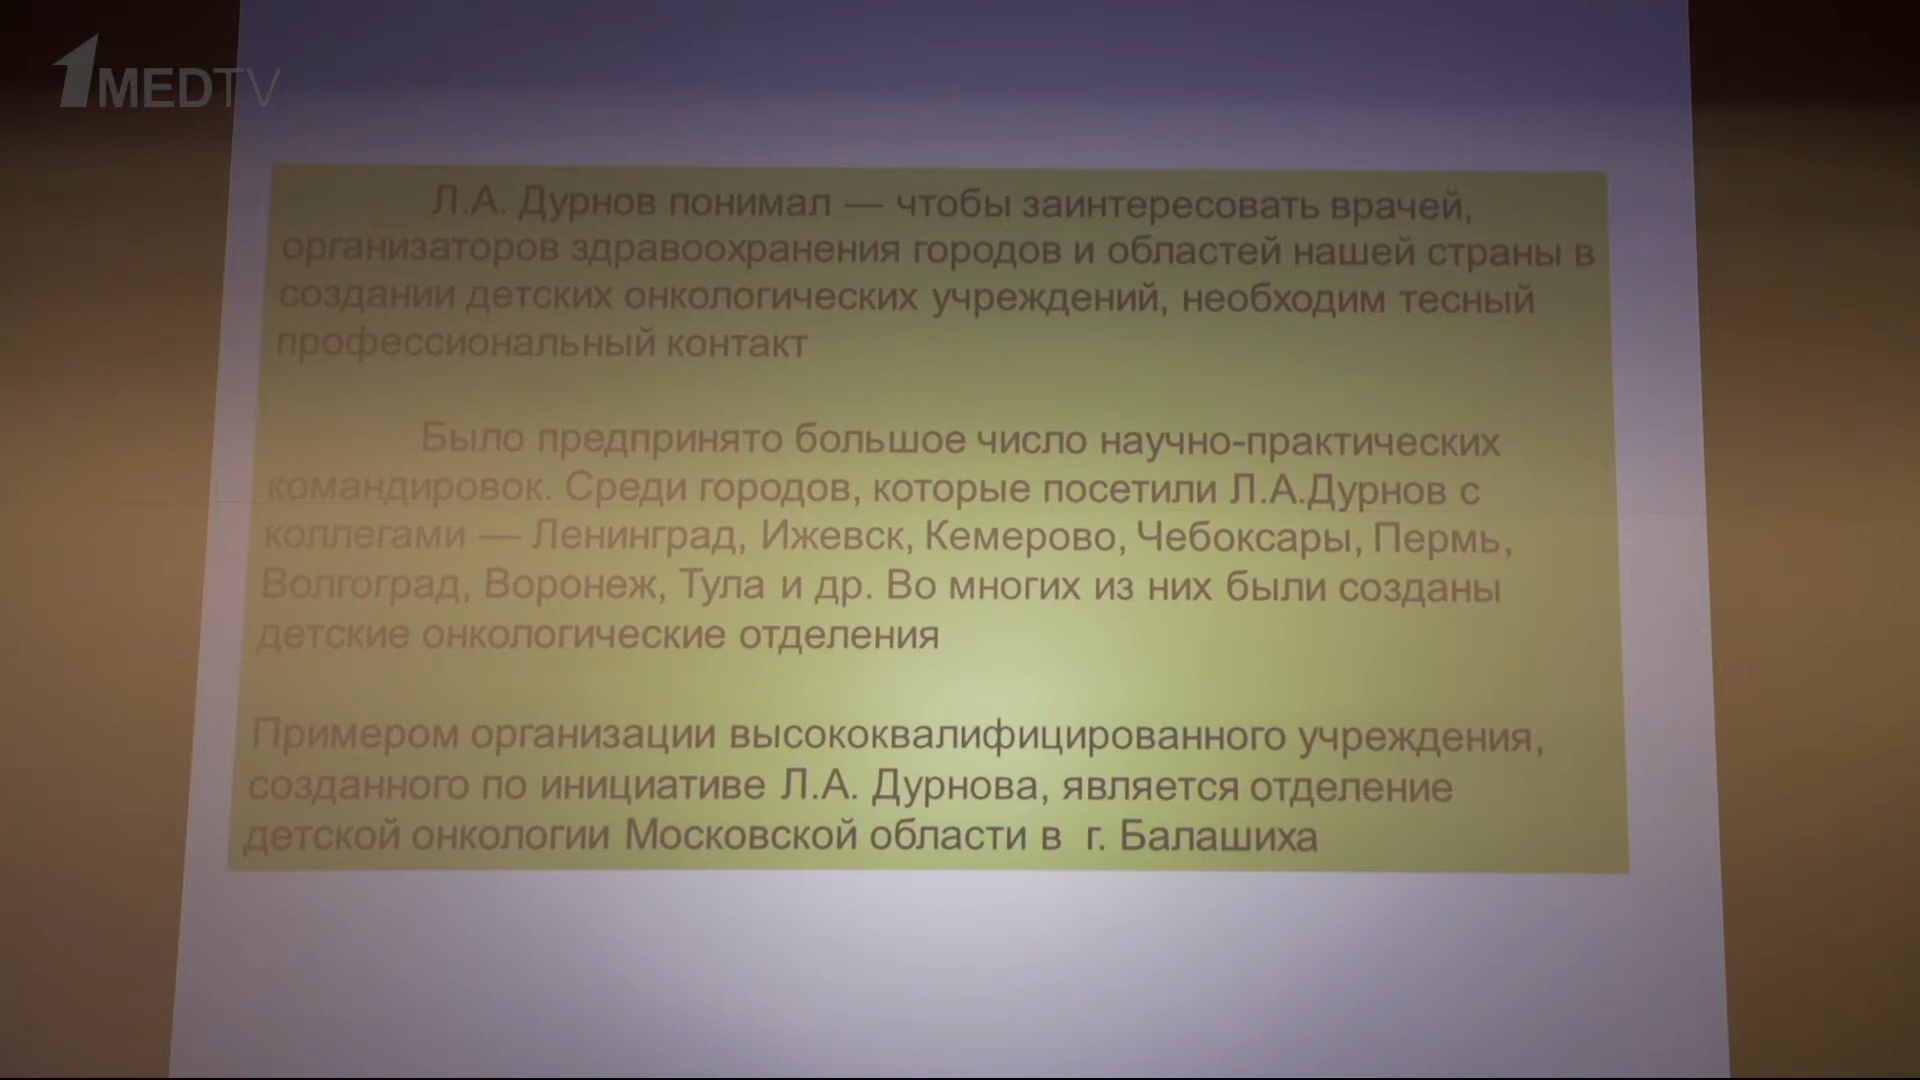 1MEDTV
Л.А. Дурнов понимал — чтобы заинтересовать врачей,
организаторов здравоохранения городов и областей нашей страны в
создании детских онкологических учреждений, необходим тесный
профессиональный контакт
Было предпринято большое число научно-практических
командировок. Среди городов, которые посетили Л.А.Дурнов с
коллегами — Ленинград, Ижевск, Кемерово, Чебоксары, Пермь,
Волгоград, Воронеж, Тула и др. Во многих из них были созданы
детские онкологические отделения
Примером организации высококвалифицированного учреждения,
созданного по инициативе Л.А. Дурнова, является отделение
детской онкологии Московской области в г. Балашиха